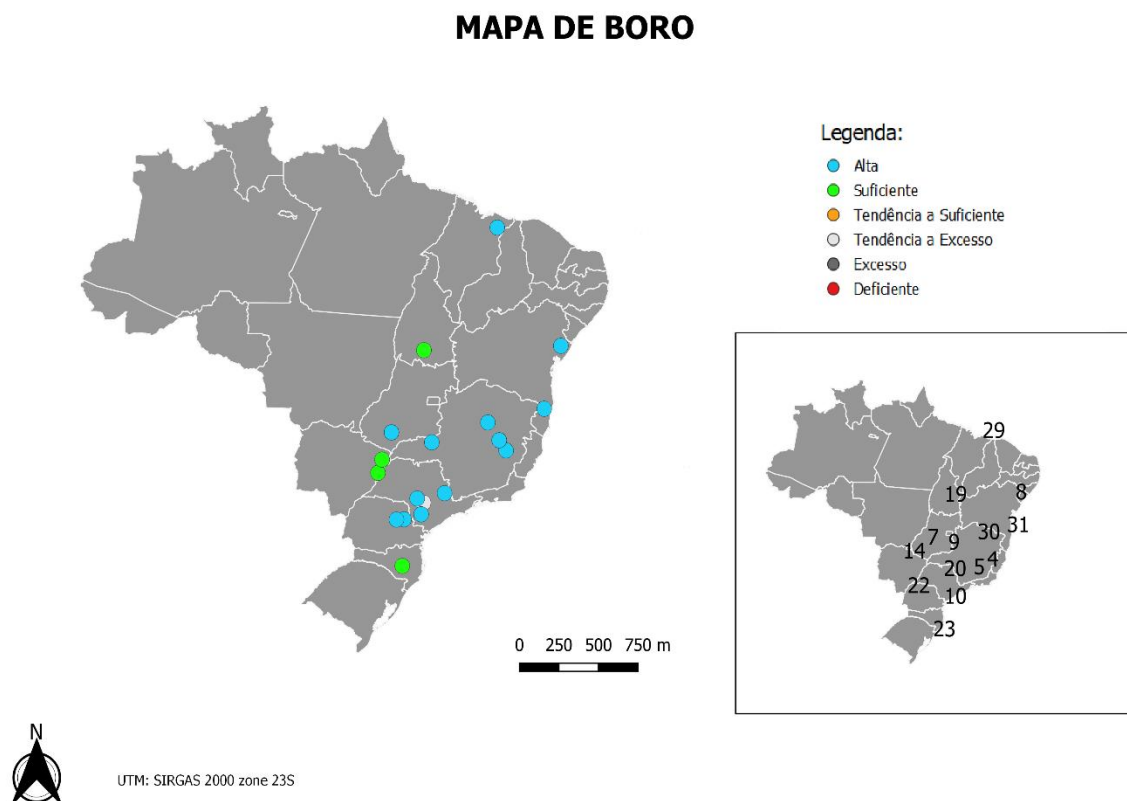 MAPA DE BORO
Legenda:
Alta
Suficiente
Tendência a Suficiente
Tendência a Excesso
Excesso
Deficiente
29
19
8
31
30
7
9
14
4
5
20
22
10
23
0 250 500 750 m
N
UTM: SIRGAS 2000 zone 23S